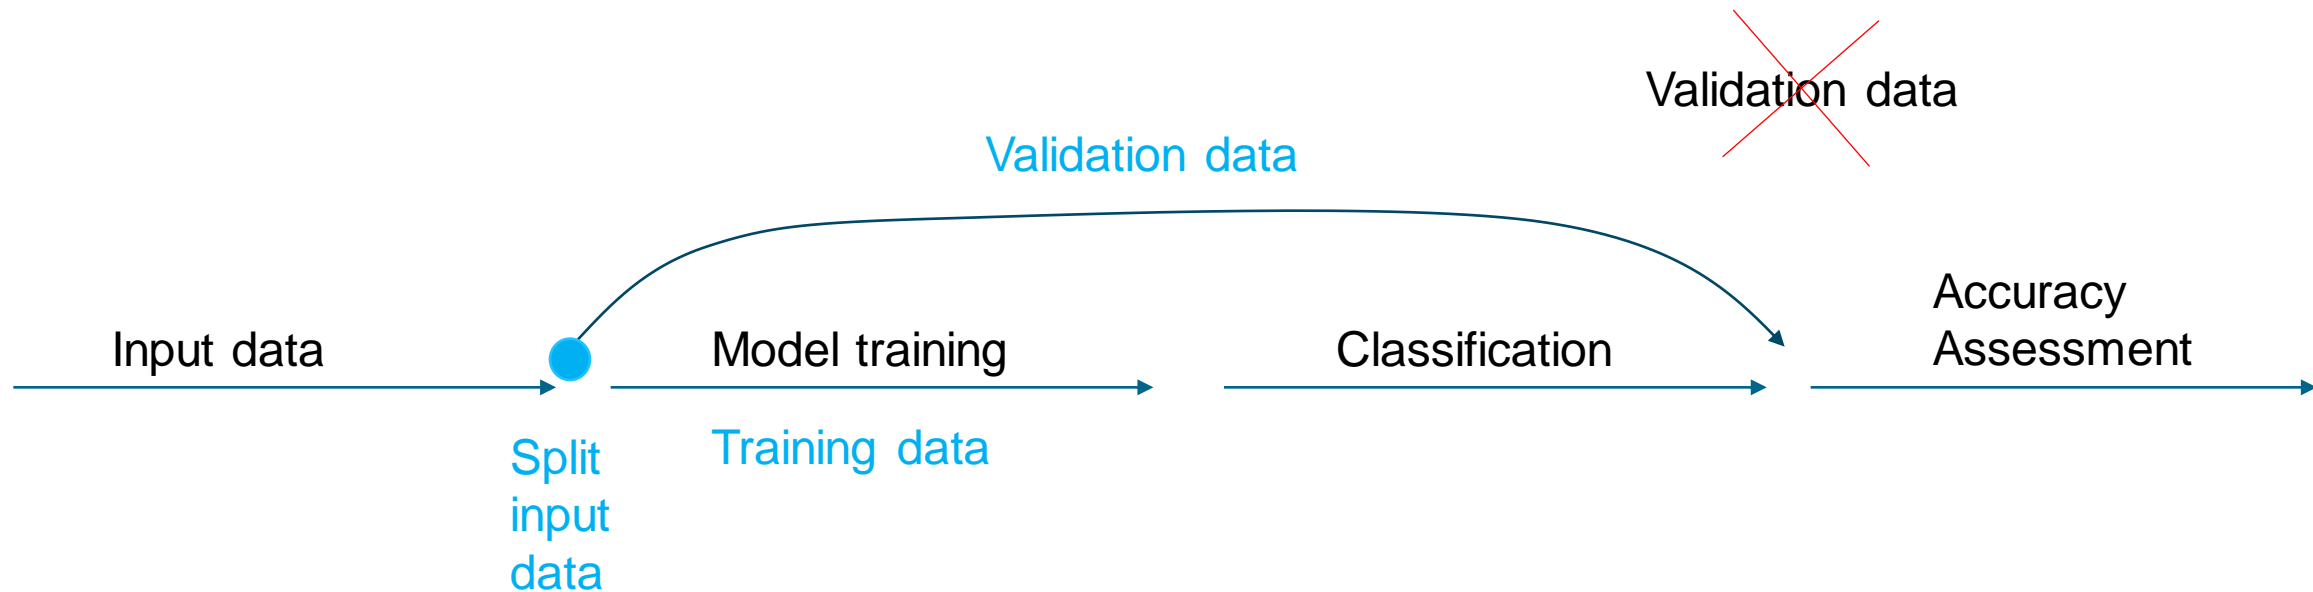 Validation data
Validation data
Input data
Model training
Classification
Accuracy
Assessment
Split
input
data
Training data